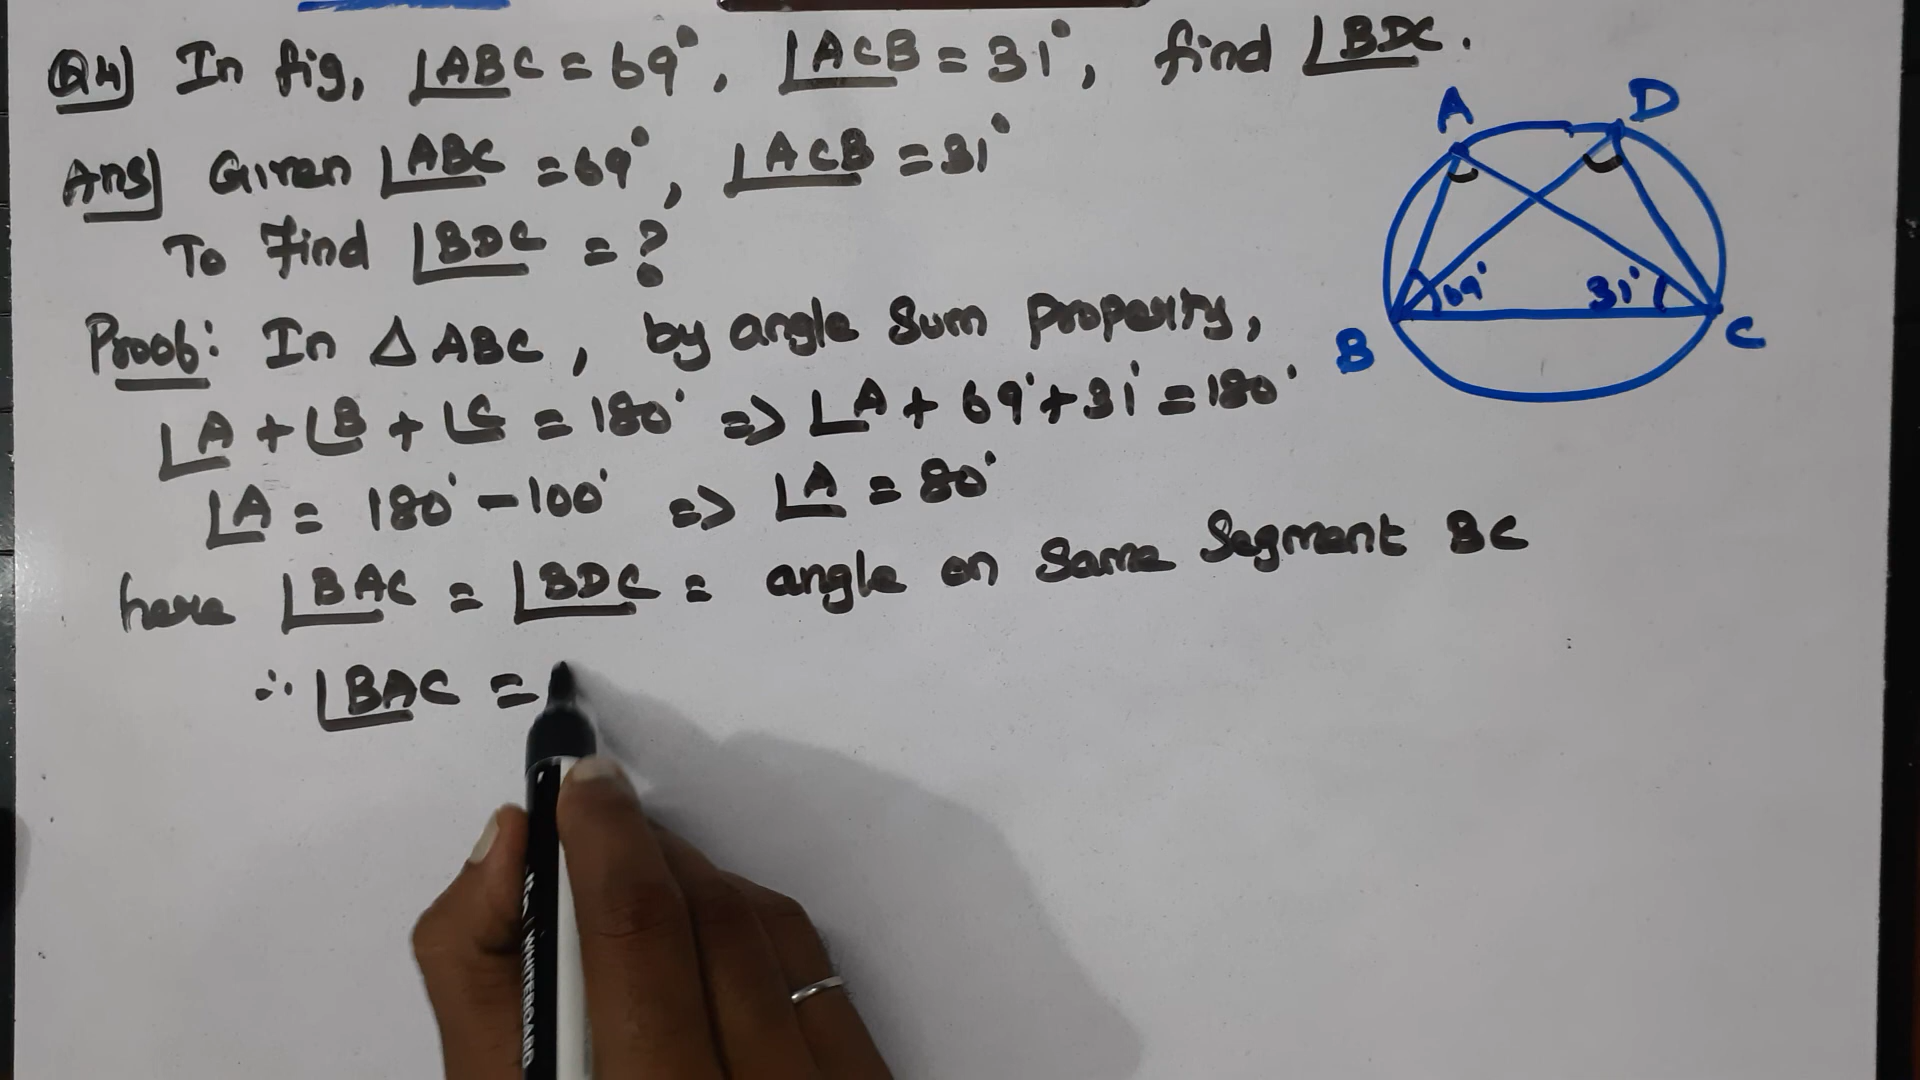 Q4) In fig, ∠ABC = 69°, ∠ACB = 31°, find ∠BDC.
Ans) Given ∠ABC = 69°, ∠ACB = 31°
To find ∠BDC = ?
Proof: In △ABC, by angle sum property,
∠A + ∠B + ∠C = 180° => ∠A + 69° + 31° = 180°
∠A = 180° - 100° => ∠A = 80°
here ∠BAC = ∠BDC = angle on same segment BC
∴ ∠BAC =
A
D
69°
31°
B
C
WHITEBOARD